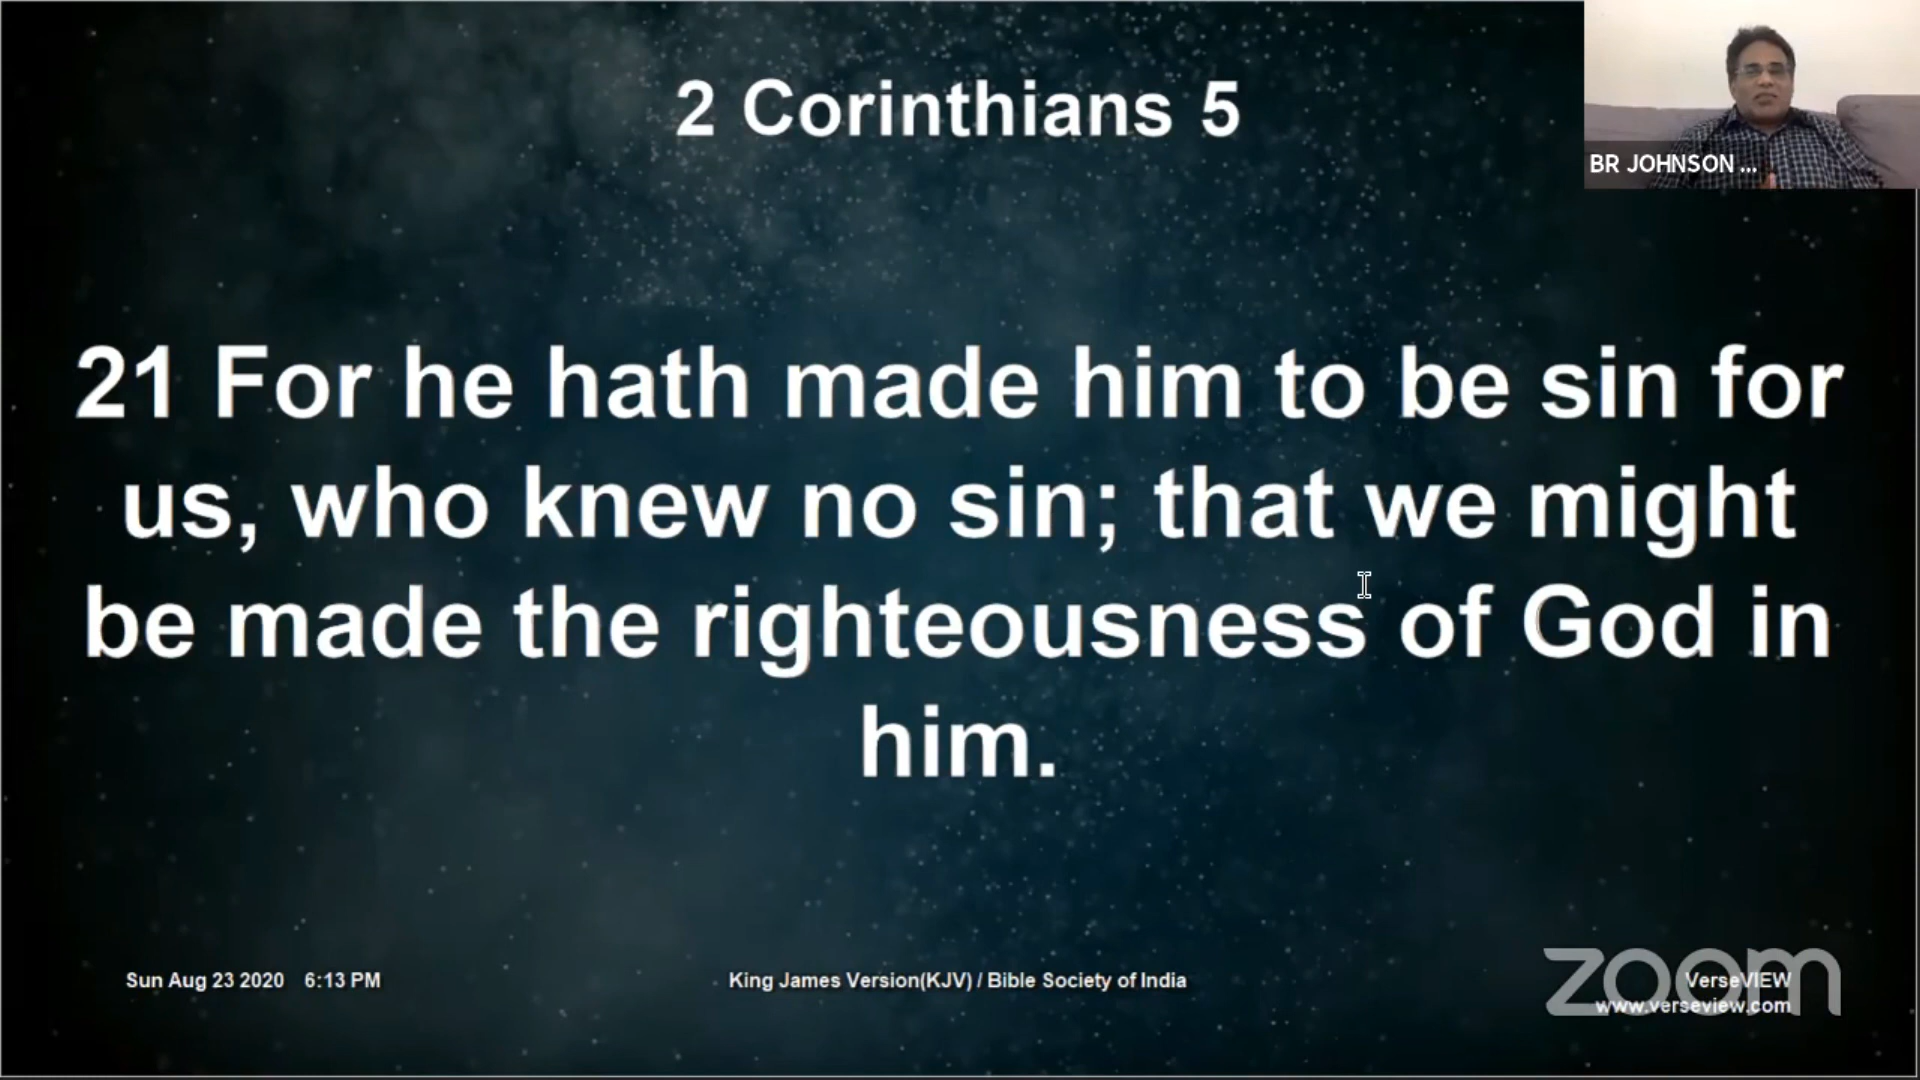 2 Corinthians 5
BR JOHNSON ...
21 For he hath made him to be sin for
us, who knew no sin; that we might
be made the righteousness of God in
him.
Sun Aug 23 2020 6:13 PM
King James Version(KJV) / Bible Society of India
zoom
VerseVIEW
www.verseview.com